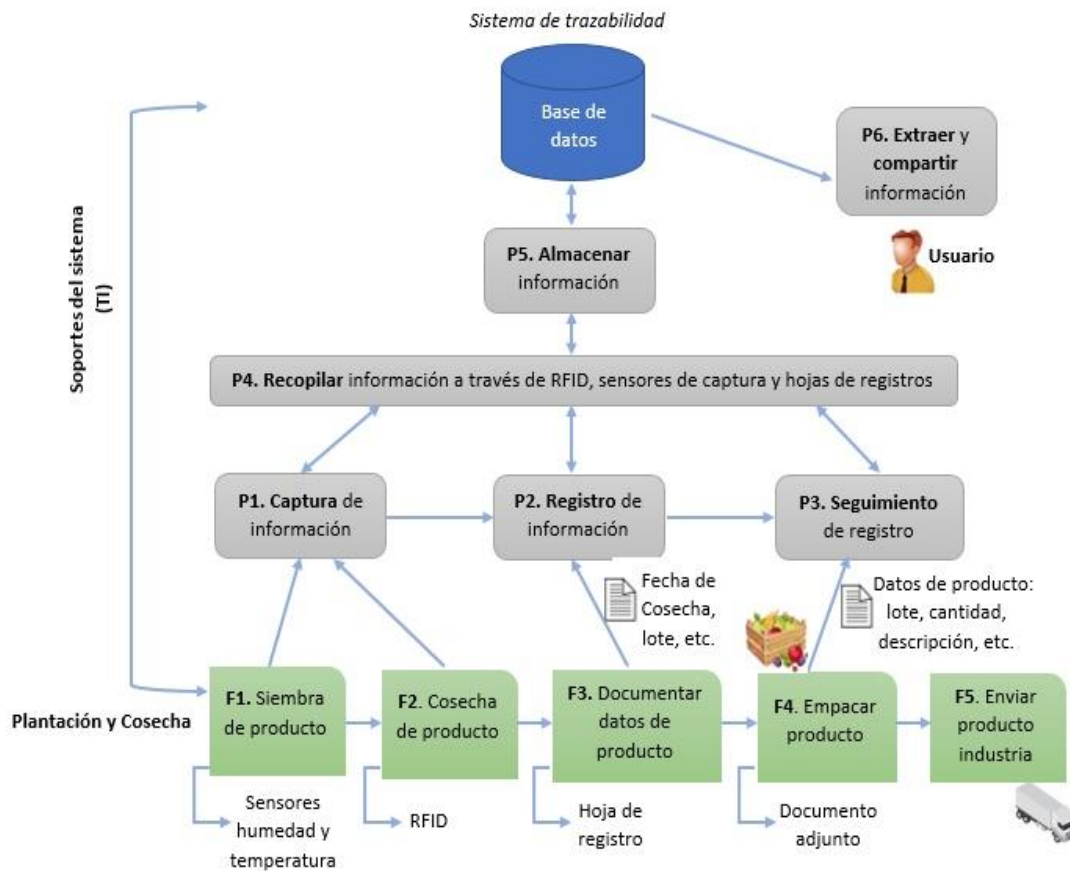 Sistema de trazabilidad
Base de
datos
P6. Extraer y
compartir
información
Usuario
P5. Almacenar
información
Soportes del sistema
(TI)
P4. Recopilar información a través de RFID, sensores de captura y hojas de registros
P1. Captura de
información
P2. Registro de
información
P3. Seguimiento
de registro
Fecha de
Cosecha,
lote, etc.
Datos de producto:
lote, cantidad,
descripción, etc.
Plantación y Cosecha
F1. Siembra
de producto
F2. Cosecha
de producto
F3. Documentar
datos de
producto
F4. Empacar
producto
F5. Enviar
producto
industria
Sensores
humedad y
temperatura
RFID
Hoja de
registro
Documento
adjunto